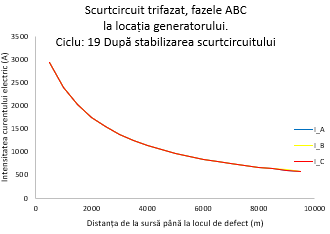 Scurtcircuit trifazat, fazele ABC
la locația generatorului.
Ciclu: 19 După stabilizarea scurtcircuitului
Intensitatea curentului electric (A)
3500
3000
2500
2000
1500
1000
500
0
0
2000
4000
6000
8000
10000
Distanța de la sursă până la locul de defect (m)
I_A
I_B
I_C